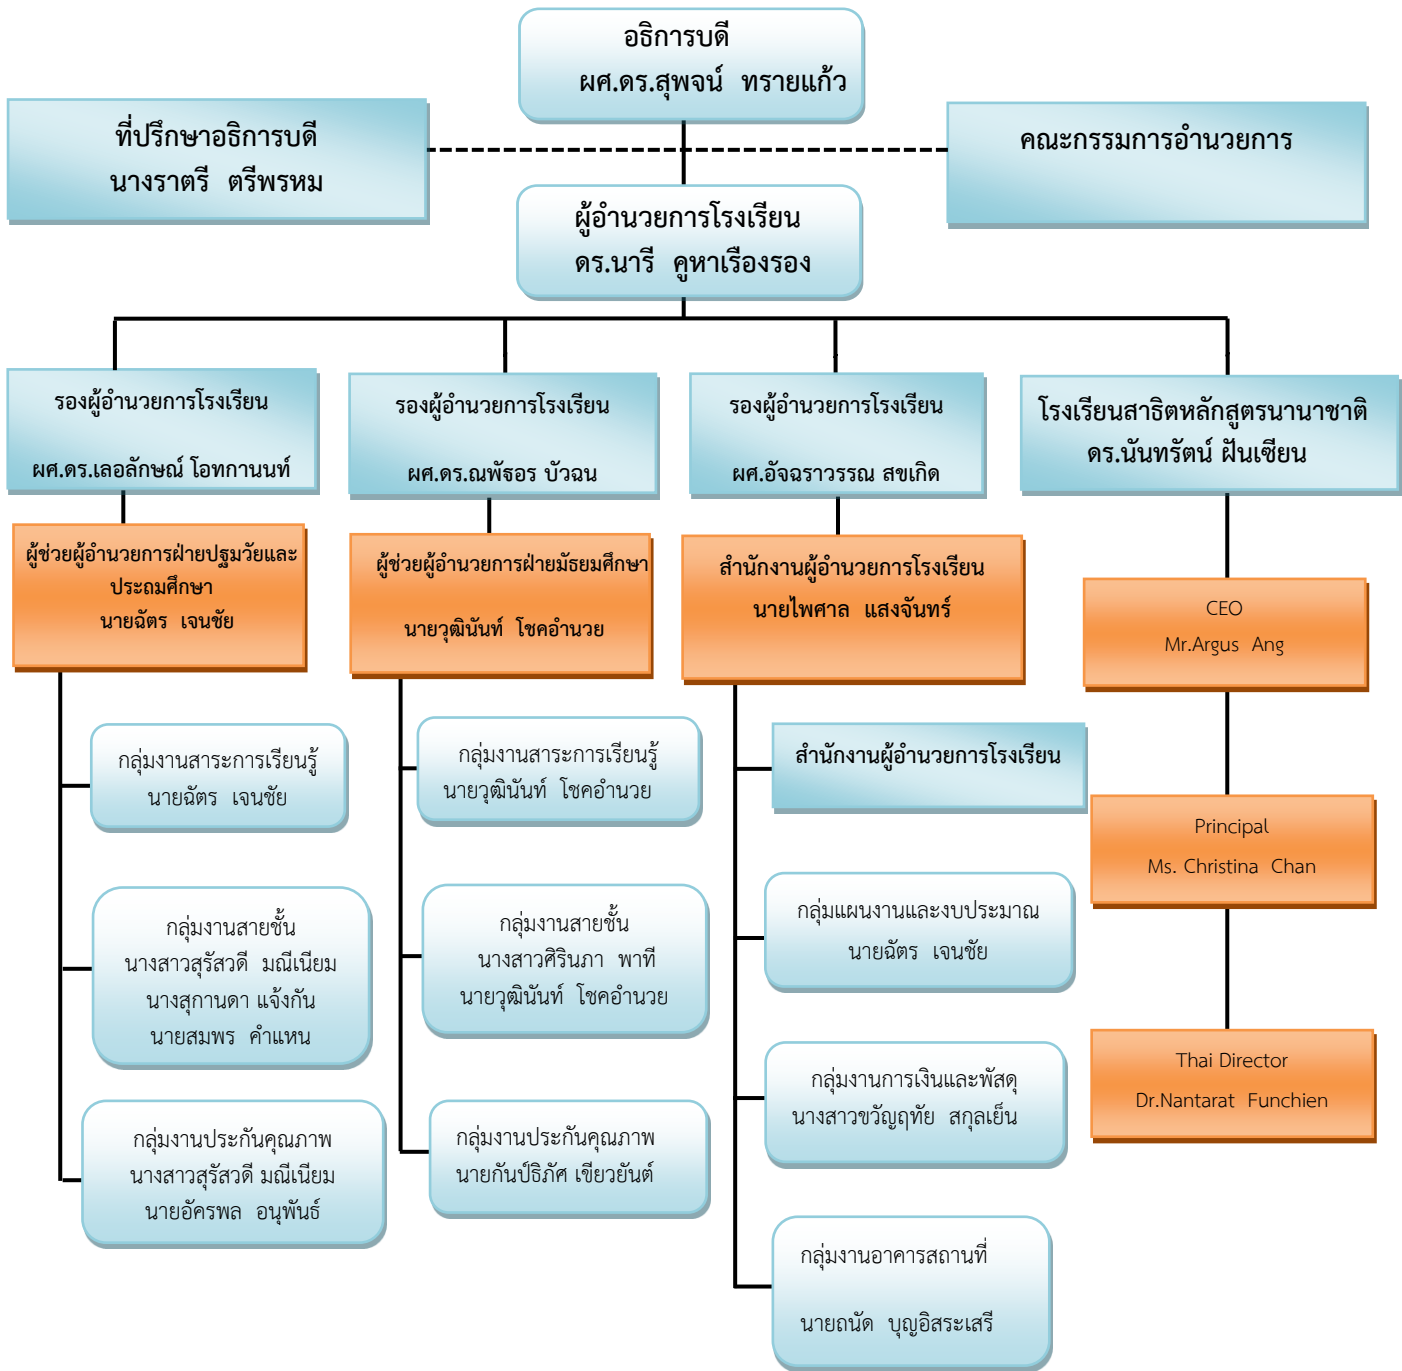 อธิการบดี
ผศ.ดร.สุพจน์ ทรายแก้ว
ที่ปรึกษาอธิการบดี
นางราตรี ตรีพรหม
คณะกรรมการอำนวยการ
ผู้อำนวยการโรงเรียน
ดร.นารี คูหาเรืองรอง
รองผู้อำนวยการโรงเรียน
ผศ.ดร.เลอลักษณ์ โอทกานนท์
รองผู้อำนวยการโรงเรียน
ผศ.ดร.ณพัฐอร บัวฉุน
รองผู้อำนวยการโรงเรียน
ผศ.อัจฉราวรรณ สุขเกิด
โรงเรียนสาธิตหลักสูตรนานาชาติ
ดร.นันทรัตน์ ฝันเซียน
ผู้ช่วยผู้อำนวยการฝ่ายปฐมวัยและ
ประถมศึกษา
นายฉัตร เจนชัย
ผู้ช่วยผู้อำนวยการฝ่ายมัธยมศึกษา
นายวุฒินันท์ โชคอำนวย
สำนักงานผู้อำนวยการโรงเรียน
นายไพศาล แสงจันทร์
CEO
Mr.Argus Ang
กลุ่มงานสาระการเรียนรู้
นายฉัตร เจนชัย
กลุ่มงานสาระการเรียนรู้
นายวุฒินันท์ โชคอำนวย
สำนักงานผู้อำนวยการโรงเรียน
Principal
Ms. Christina Chan
กลุ่มงานสายชั้น
นางสาวสุรัสวดี มณีเนียม
นางสุกานดา แจ้งกัน
นายสมพร คำแหน
กลุ่มงานสายชั้น
นางสาวศิรินภา พาที
นายวุฒินันท์ โชคอำนวย
กลุ่มแผนงานและงบประมาณ
นายฉัตร เจนชัย
Thai Director
Dr.Nantarat Funchien
กลุ่มงานการเงินและพัสดุ
นางสาวขวัญฤทัย สกุลเย็น
กลุ่มงานประกันคุณภาพ
นางสาวสุรัสวดี มณีเนียม
นายอัครพล อนุพันธ์
กลุ่มงานประกันคุณภาพ
นายกันป์ธิภัศ เขียวยันต์
กลุ่มงานอาคารสถานที่
นายถนัด บุญอิสระเสรี